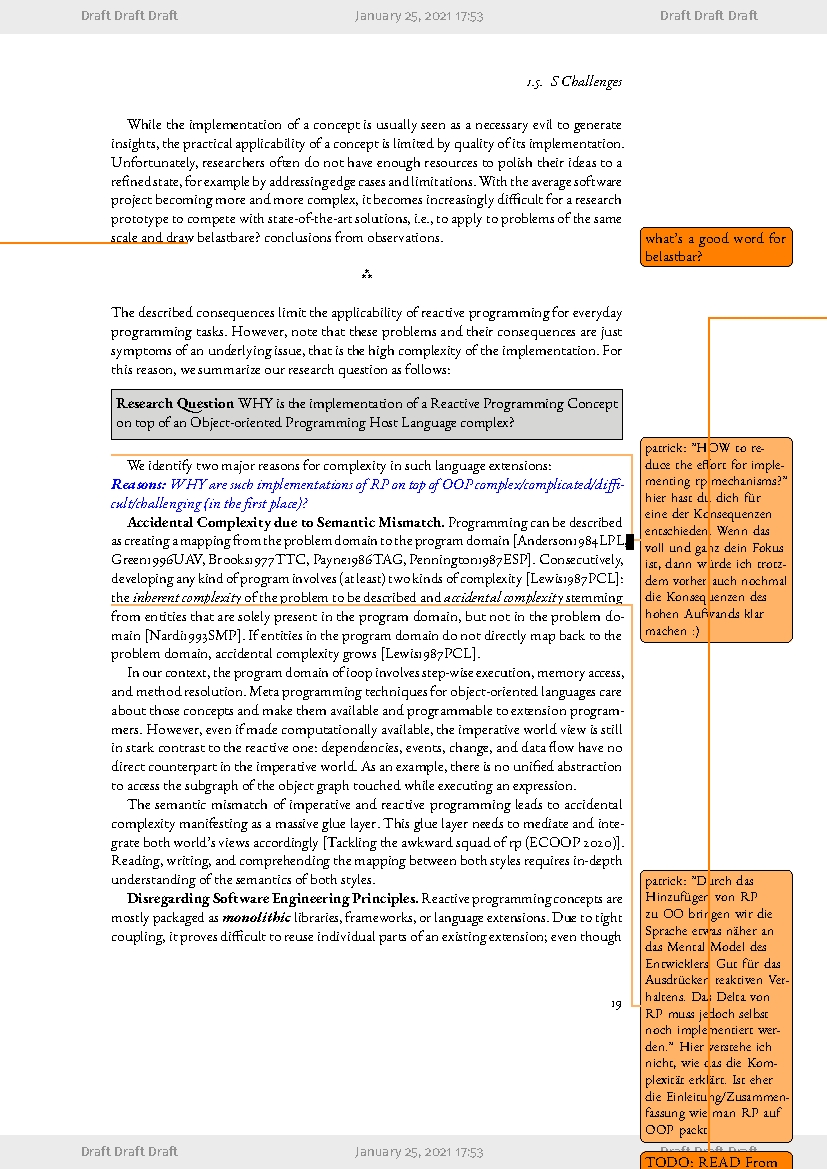 Draft Draft Draft January 25, 2021 17:53 Draft Draft Draft
1.5. S Challenges
While the implementation of a concept is usually seen as a necessary evil to generate
insights, the practical applicability of a concept is limited by quality of its implementation.
Unfortunately, researchers often do not have enough resources to polish their ideas to a
refined state, for example by addressing edge cases and limitations. With the average software
project becoming more and more complex, it becomes increasingly difficult for a research
prototype to compete with state-of-the-art solutions, i.e., to apply to problems of the same
scale and draw belastbare? conclusions from observations.
what's a good word for
belastbar?
⁂
The described consequences limit the applicability of reactive programming for everyday
programming tasks. However, note that these problems and their consequences are just
symptoms of an underlying issue, that is the high complexity of the implementation. For
this reason, we summarize our research question as follows:
Research Question WHY is the implementation of a Reactive Programming Concept
on top of an Object-oriented Programming Host Language complex?
We identify two major reasons for complexity in such language extensions:
Reasons: WHY are such implementations of RP on top of OOP complex/complicated/diffi-
cult/challenging (in the first place)?
Accidental Complexity due to Semantic Mismatch. Programming can be described
as creating a mapping from the problem domain to the program domain [Anderson1984LPL,
Green1996UAV, Brooks1977TTC, Payne1986TAG, Pennington1987ESP]. Consecutively,
developing any kind of program involves (at least) two kinds of complexity [Lewis1987PCL]:
the inherent complexity of the problem to be described and accidental complexity stemming
from entities that are solely present in the program domain, but not in the problem do-
main [Nardi1993SMP]. If entities in the program domain do not directly map back to the
problem domain, accidental complexity grows [Lewis1987PCL].
In our context, the program domain of ioop involves step-wise execution, memory access,
and method resolution. Meta programming techniques for object-oriented languages care
about those concepts and make them available and programmable to extension program-
mers. However, even if made computationally available, the imperative world view is still
in stark contrast to the reactive one: dependencies, events, change, and data flow have no
direct counterpart in the imperative world. As an example, there is no unified abstraction
to access the subgraph of the object graph touched while executing an expression.
The semantic mismatch of imperative and reactive programming leads to accidental
complexity manifesting as a massive glue layer. This glue layer needs to mediate and inte-
grate both world's views accordingly [Tackling the awkward squad of rp (ECOOP 2020)].
Reading, writing, and comprehending the mapping between both styles requires in-depth
understanding of the semantics of both styles.
Disregarding Software Engineering Principles. Reactive programming concepts are
mostly packaged as monolithic libraries, frameworks, or language extensions. Due to tight
coupling, it proves difficult to reuse individual parts of an existing extension; even though
patrick: "HOW to re-
duce the effort for imple-
menting rp mechanisms?"
hier hast du dich für
eine der Konsequenzen
entschieden. Wenn das
voll und ganz dein Fokus
ist, dann würde ich trotz-
dem vorher auch nochmal
die Konsequenzen des
hohen Aufwands klar
machen :)
patrick: "Durch das
Hinzufügen von RP
zu OO bringen wir die
Sprache etwas näher an
das Mental Model des
Entwicklers. Gut für das
Ausdrücken reaktiven Ver-
haltens. Das Delta von
RP muss jedoch selbst
noch implementiert wer-
den." Hier verstehe ich
nicht, wie das die Kom-
plexität erklärt. Ist eher
die Einleitung/Zusammen-
fassung wie man RP auf
OOP packt
19
TODO: READ From
Draft Draft Draft January 25, 2021 17:53 Draft Draft Draft